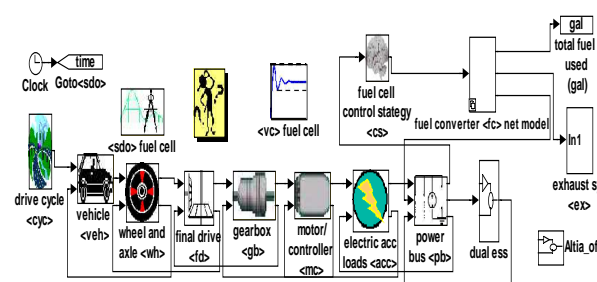 time
Clock
Goto<sdo>
<sdo> fuel cell
<vc> fuel cell
fuel cell
control stategy
<cs>
fuel converter <fc> net model
gal
total fuel
used
(gal)
In1
exhaust s
<ex>
drive cycle
<cyc>
vehicle
<veh>
wheel and
axle <wh>
final drive
<fd>
gearbox
<gb>
motor/
controller
<mc>
electric acc
loads <acc>
power
bus <pb>
dual ess
Altia_of